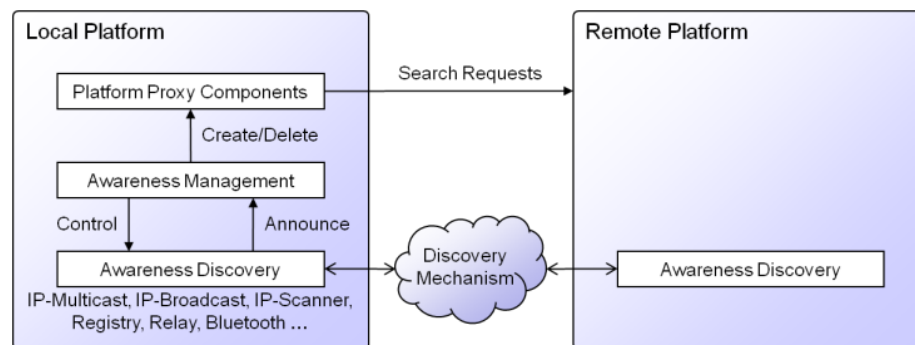 Local Platform
Remote Platform
Platform Proxy Components
Search Requests
Create/Delete
Awareness Management
Control
Announce
Discovery
Mechanism
Awareness Discovery
Awareness Discovery
IP-Multicast, IP-Broadcast, IP-Scanner,
Registry, Relay, Bluetooth ...